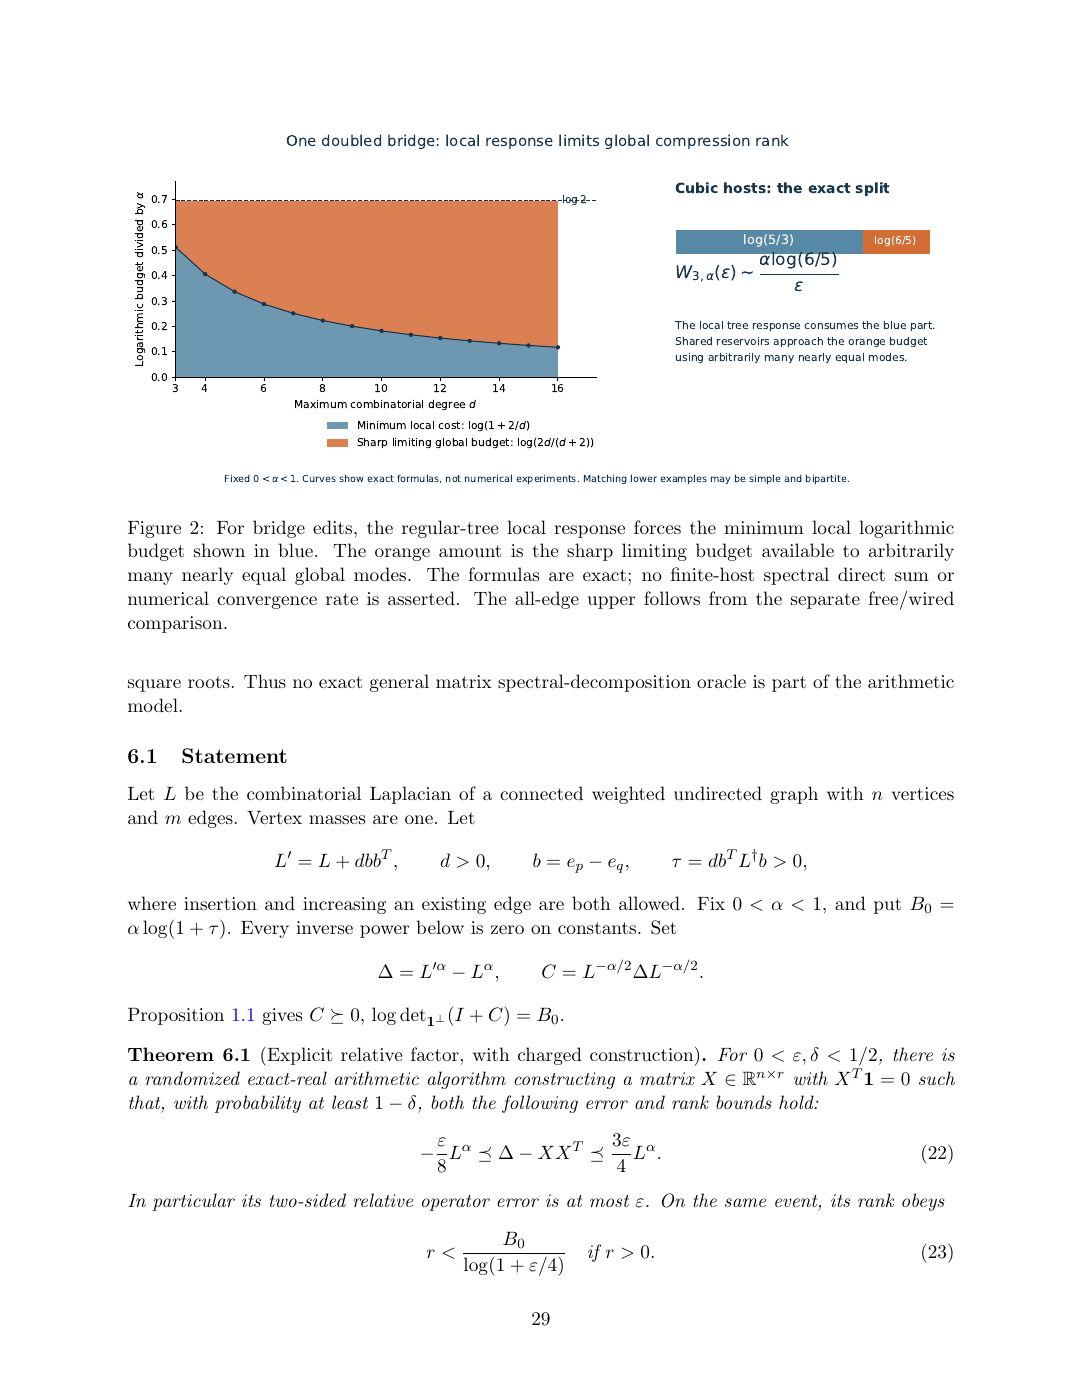 One doubled bridge: local response limits global compression rank
Logarithmic budget divided by α
0.7
0.6
0.5
0.4
0.3
0.2
0.1
0.0
log 2
3 4 6 8 10 12 14 16
Maximum combinatorial degree d
Minimum local cost: log(1 + 2/d)
Sharp limiting global budget: log(2d/(d + 2))
Cubic hosts: the exact split
log(5/3) log(6/5)
W₃,α(ε) ~ αlog(6/5) / ε
The local tree response consumes the blue part.
Shared reservoirs approach the orange budget
using arbitrarily many nearly equal modes.
Fixed 0 < α < 1. Curves show exact formulas, not numerical experiments. Matching lower examples may be simple and bipartite.
Figure 2: For bridge edits, the regular-tree local response forces the minimum local logarithmic
budget shown in blue. The orange amount is the sharp limiting budget available to arbitrarily
many nearly equal global modes. The formulas are exact; no finite-host spectral direct sum or
numerical convergence rate is asserted. The all-edge upper follows from the separate free/wired
comparison.
square roots. Thus no exact general matrix spectral-decomposition oracle is part of the arithmetic
model.
6.1 Statement
Let L be the combinatorial Laplacian of a connected weighted undirected graph with n vertices
and m edges. Vertex masses are one. Let
L′ = L + dbbᵀ, d > 0, b = eₚ − e_q, τ = dbᵀL†b > 0,
where insertion and increasing an existing edge are both allowed. Fix 0 < α < 1, and put B₀ =
α log(1 + τ). Every inverse power below is zero on constants. Set
Δ = L′^α − L^α, C = L^{−α/2}ΔL^{−α/2}.
Proposition 1.1 gives C ⪰ 0, log det_{𝟏⊥}(I + C) = B₀.
Theorem 6.1 (Explicit relative factor, with charged construction). For 0 < ε, δ < 1/2, there is
a randomized exact-real arithmetic algorithm constructing a matrix X ∈ ℝ^{n×r} with Xᵀ𝟏 = 0 such
that, with probability at least 1 − δ, both the following error and rank bounds hold:
−ε/8 L^α ⪯ Δ − XXᵀ ⪯ 3ε/4 L^α. (22)
In particular its two-sided relative operator error is at most ε. On the same event, its rank obeys
r < B₀ / log(1 + ε/4) if r > 0. (23)
29